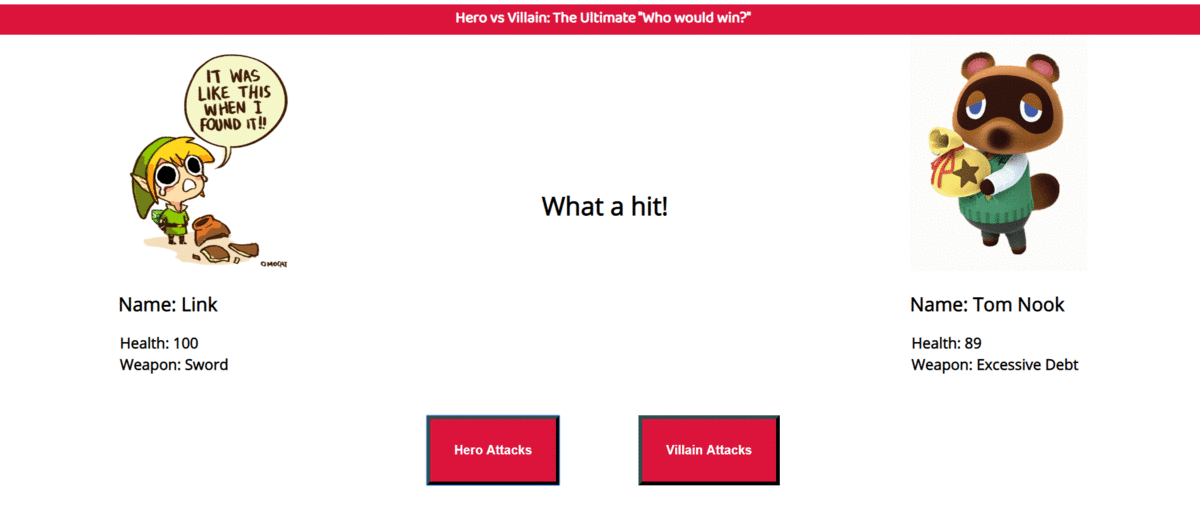 Hero vs Villain: The Ultimate "Who would win?"
IT WAS
LIKE THIS
WHEN I
FOUND IT!!
©MOCHI
What a hit!
Name: Link
Health: 100
Weapon: Sword
Name: Tom Nook
Health: 89
Weapon: Excessive Debt
Hero Attacks
Villain Attacks